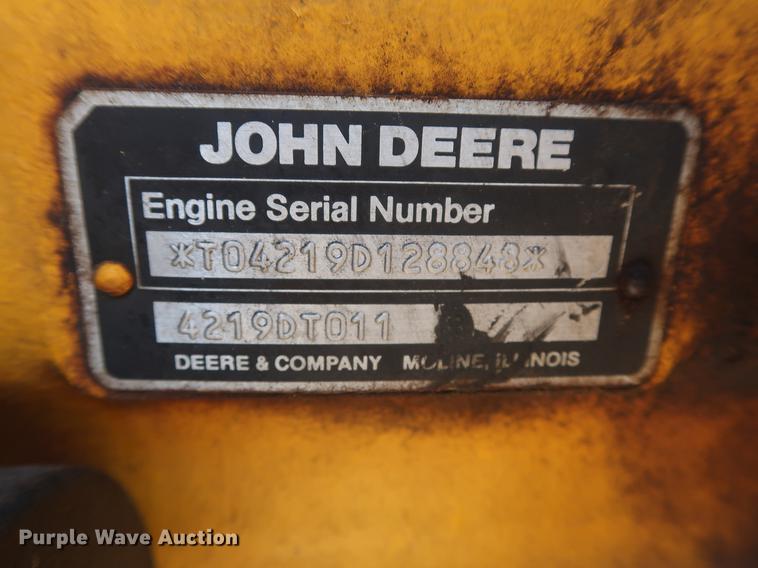 JOHN DEERE
Engine Serial Number
*T04219D128848*
4219DT011
DEERE & COMPANY MOLINE, ILLINOIS
Purple Wave Auction